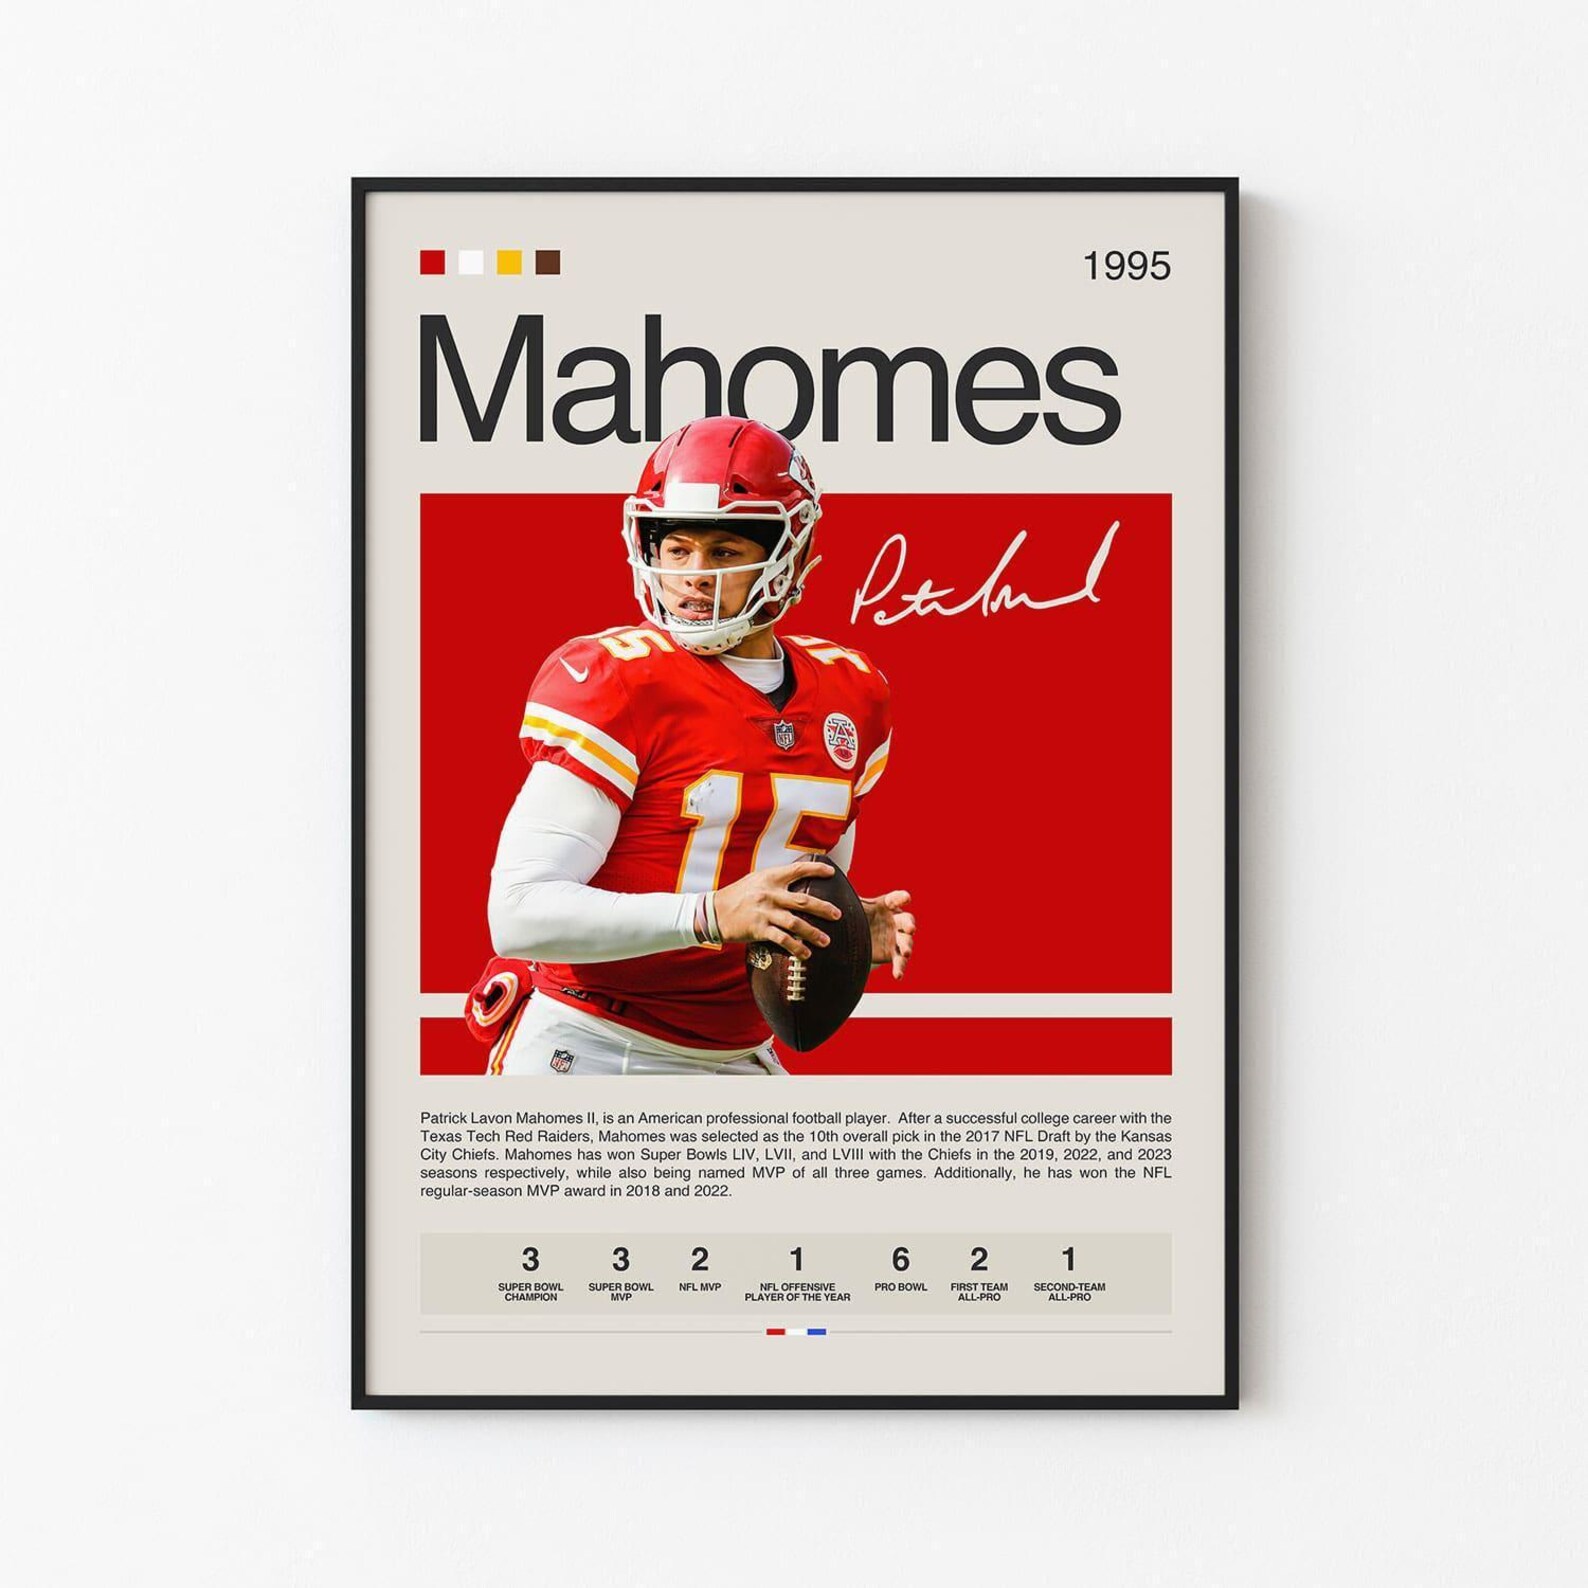 1995
Mahomes
15
15
NFL
A
15
NFL
Patrick Lavon Mahomes II, is an American professional football player. After a successful college career with the
Texas Tech Red Raiders, Mahomes was selected as the 10th overall pick in the 2017 NFL Draft by the Kansas
City Chiefs. Mahomes has won Super Bowls LIV, LVII, and LVIII with the Chiefs in the 2019, 2022, and 2023
seasons respectively, while also being named MVP of all three games. Additionally, he has won the NFL
regular-season MVP award in 2018 and 2022.
3 3 2 1 6 2 1
SUPER BOWL SUPER BOWL NFL MVP NFL OFFENSIVE PRO BOWL FIRST TEAM SECOND-TEAM
CHAMPION MVP PLAYER OF THE YEAR ALL-PRO ALL-PRO